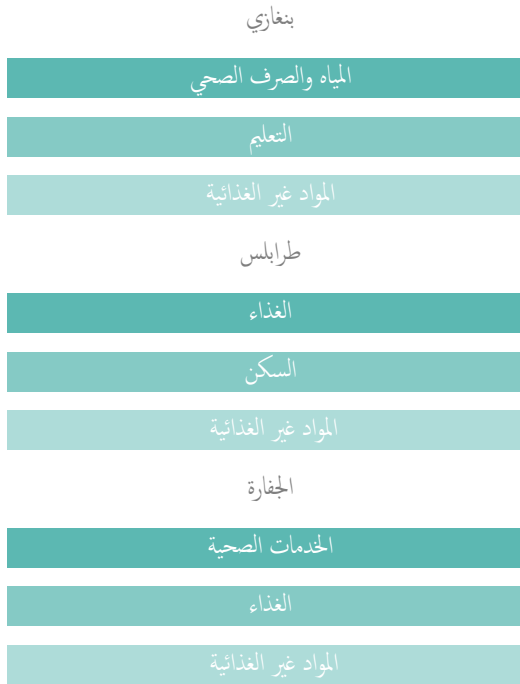 بنغازي
المياه والصرف الصحي
التعليم
المواد غير الغذائية
طرابلس
الغذاء
السكن
المواد غير الغذائية
الجفارة
الخدمات الصحية
الغذاء
المواد غير الغذائية